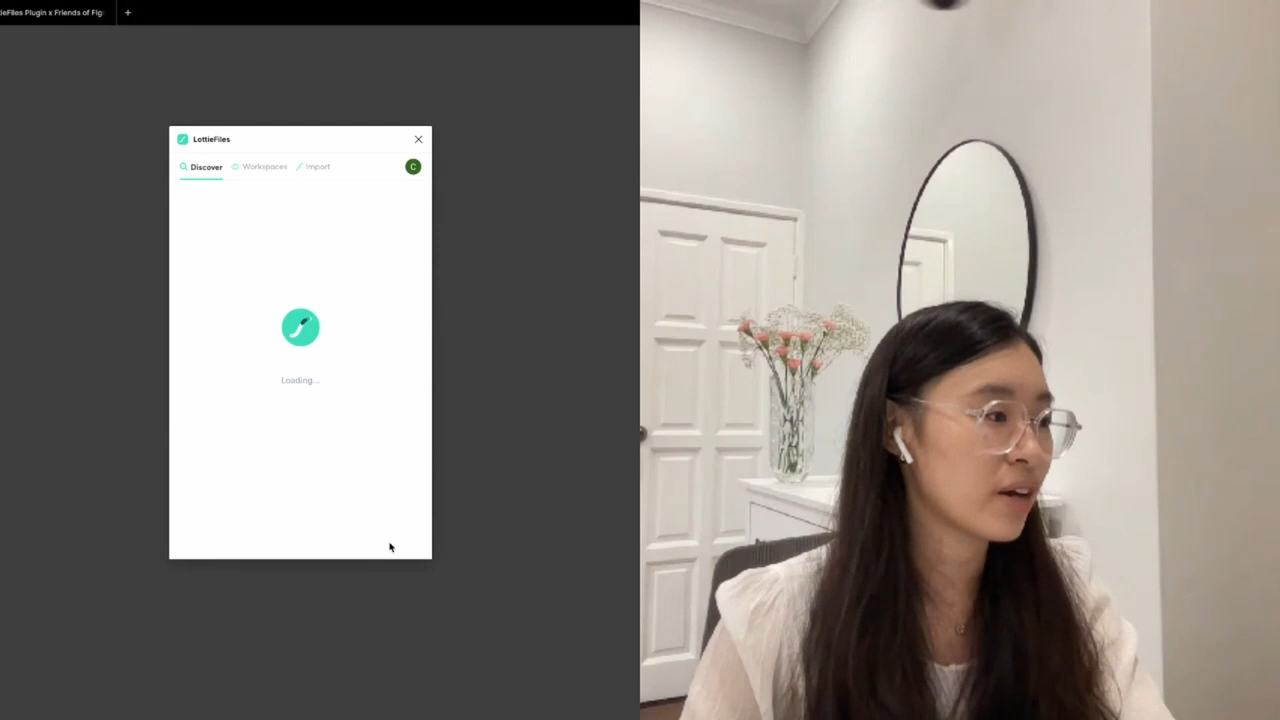 ieFiles Plugin x Friends of Fig
LottieFiles
Discover Workspaces Import C
Loading...